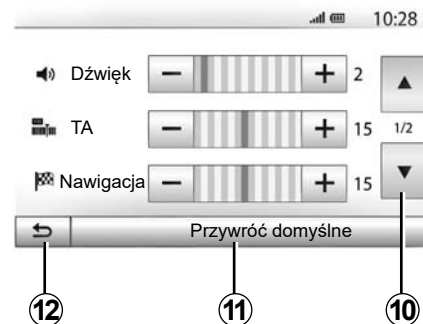 10:28
Dźwięk 2
TA 15 1/2
Nawigacja 15
Przywróć domyślne
12 11 10